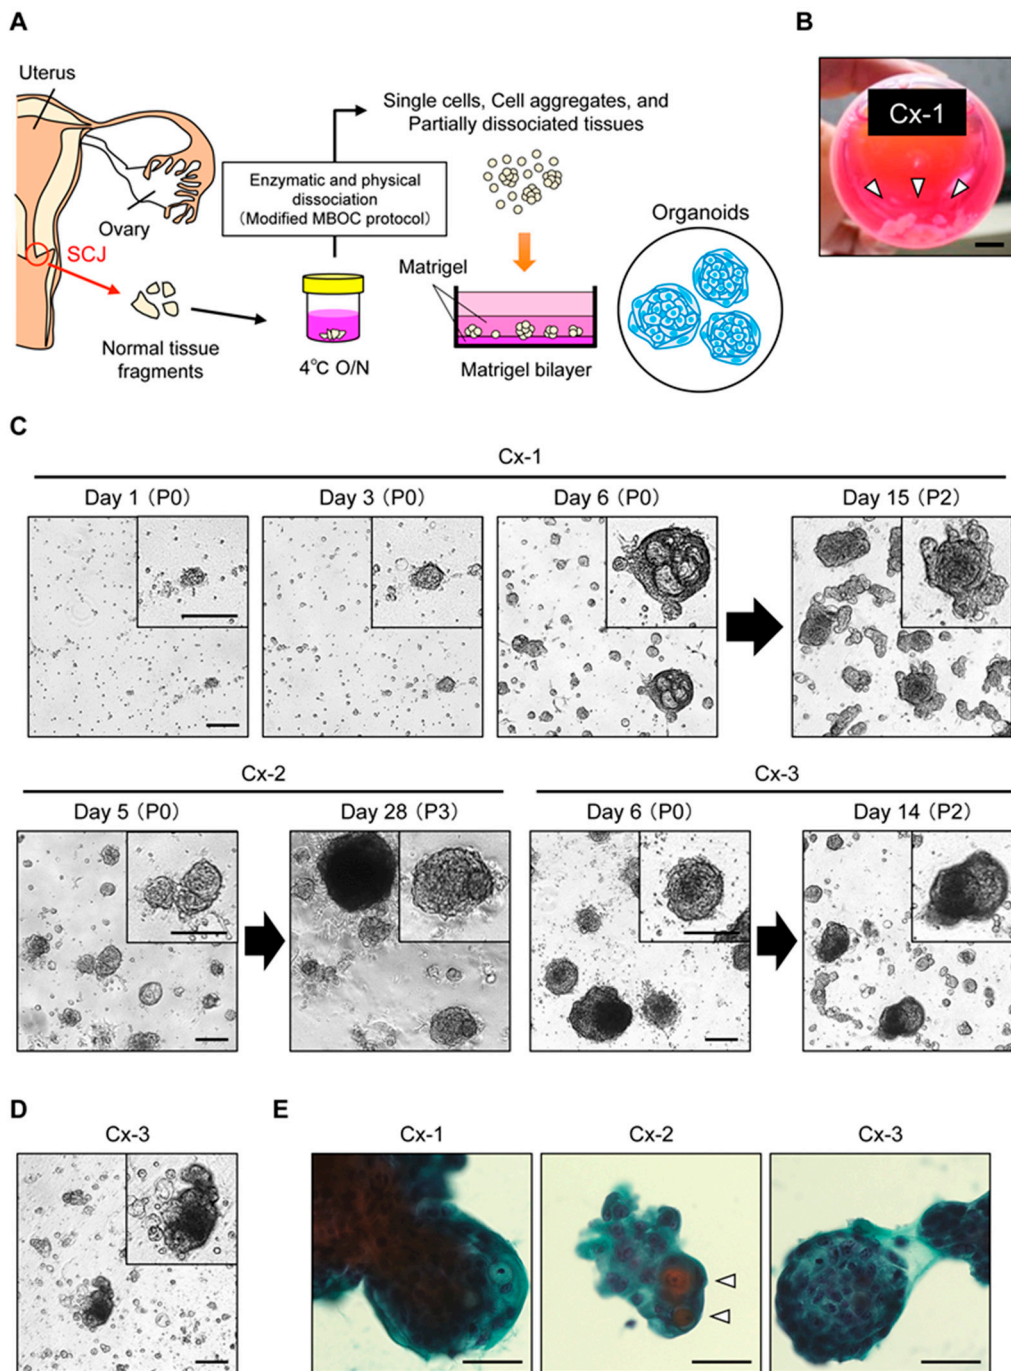 A
Uterus
Ovary
SCJ
Normal tissue
fragments
Enzymatic and physical
dissociation
（Modified MBOC protocol）
4℃ O/N
Single cells, Cell aggregates, and
Partially dissociated tissues
Matrigel
Matrigel bilayer
Organoids
B
Cx-1
C
Cx-1
Day 1（P0）
Day 3（P0）
Day 6（P0）
Day 15（P2）
Cx-2
Cx-3
Day 5（P0）
Day 28（P3）
Day 6（P0）
Day 14（P2）
D
Cx-3
E
Cx-1
Cx-2
Cx-3